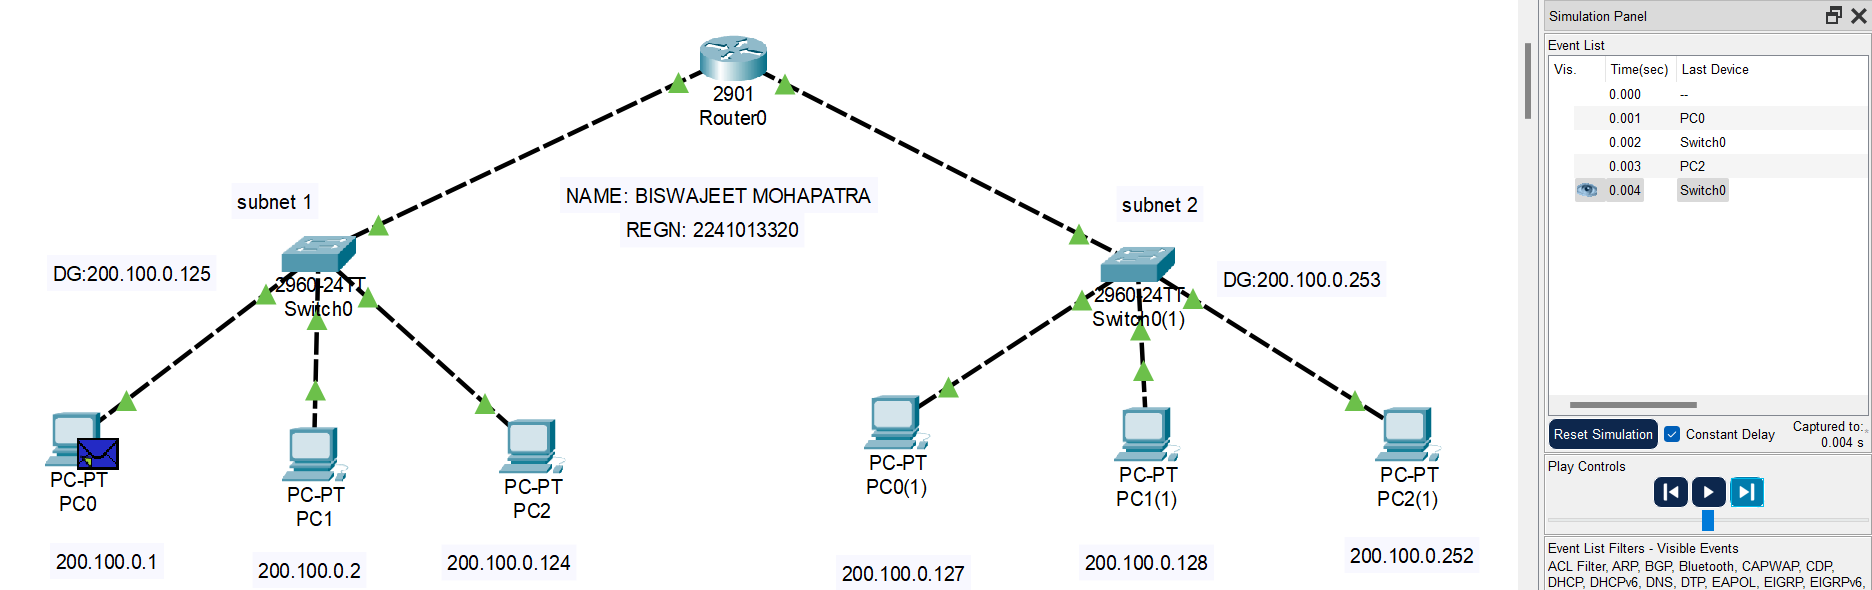 2901
Router0
subnet 1
NAME: BISWAJEET MOHAPATRA
REGN: 2241013320
subnet 2
DG:200.100.0.125
2960-24TT
Switch0
2960-24TT
Switch0(1)
DG:200.100.0.253
PC-PT
PC0
PC-PT
PC1
PC-PT
PC2
PC-PT
PC0(1)
PC-PT
PC1(1)
PC-PT
PC2(1)
200.100.0.1
200.100.0.2
200.100.0.124
200.100.0.127
200.100.0.128
200.100.0.252
Simulation Panel
Event List
Vis. Time(sec) Last Device
0.000 --
0.001 PC0
0.002 Switch0
0.003 PC2
0.004 Switch0
Reset Simulation Constant Delay Captured to:
0.004 s
Play Controls
Event List Filters - Visible Events
ACL Filter, ARP, BGP, Bluetooth, CAPWAP, CDP,
DHCP, DHCPv6, DNS, DTP, EAPOL, EIGRP, EIGRPv6,